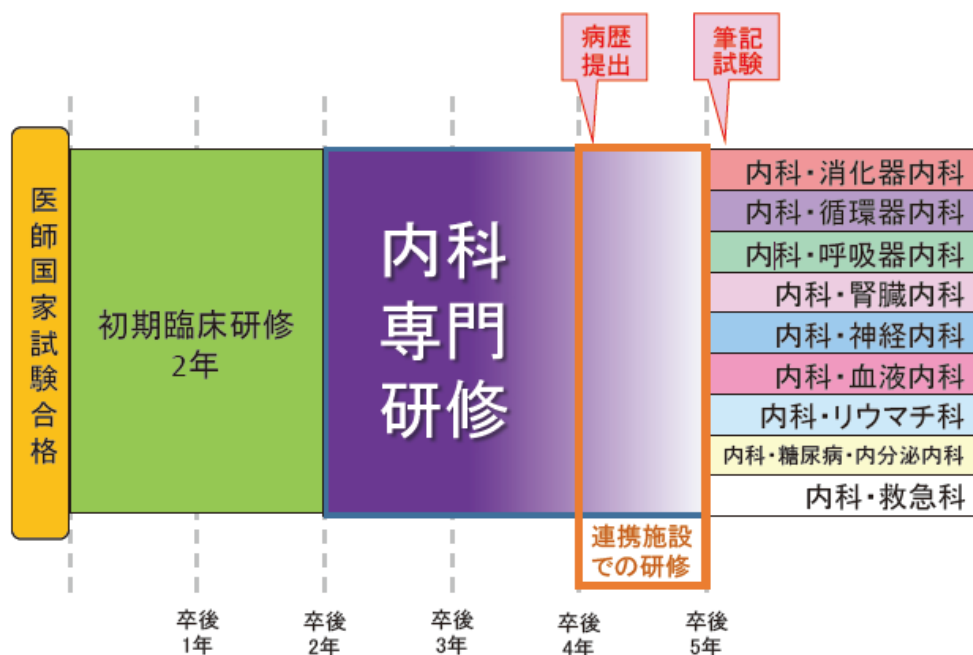 病歴
提出
筆記
試験
医師国家試験合格
初期臨床研修
2年
内科
専門
研修
内科・消化器内科
内科・循環器内科
内科・呼吸器内科
内科・腎臓内科
内科・神経内科
内科・血液内科
内科・リウマチ科
内科・糖尿病・内分泌内科
内科・救急科
連携施設
での研修
卒後
1年
卒後
2年
卒後
3年
卒後
4年
卒後
5年